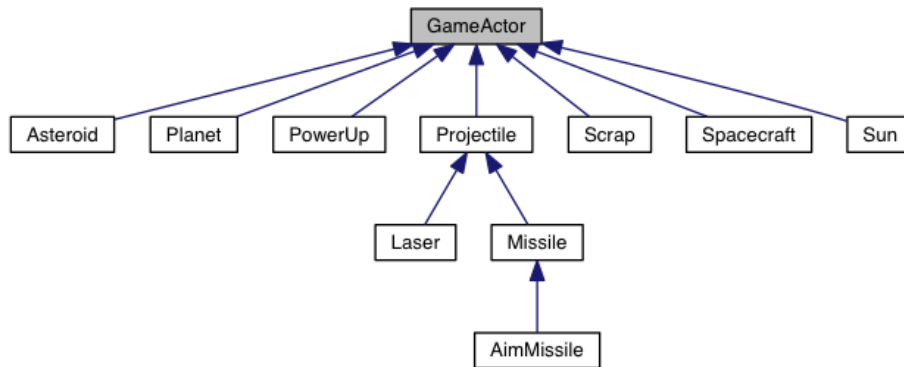 GameActor
Asteroid Planet PowerUp Projectile Scrap Spacecraft Sun
Laser Missile
AimMissile